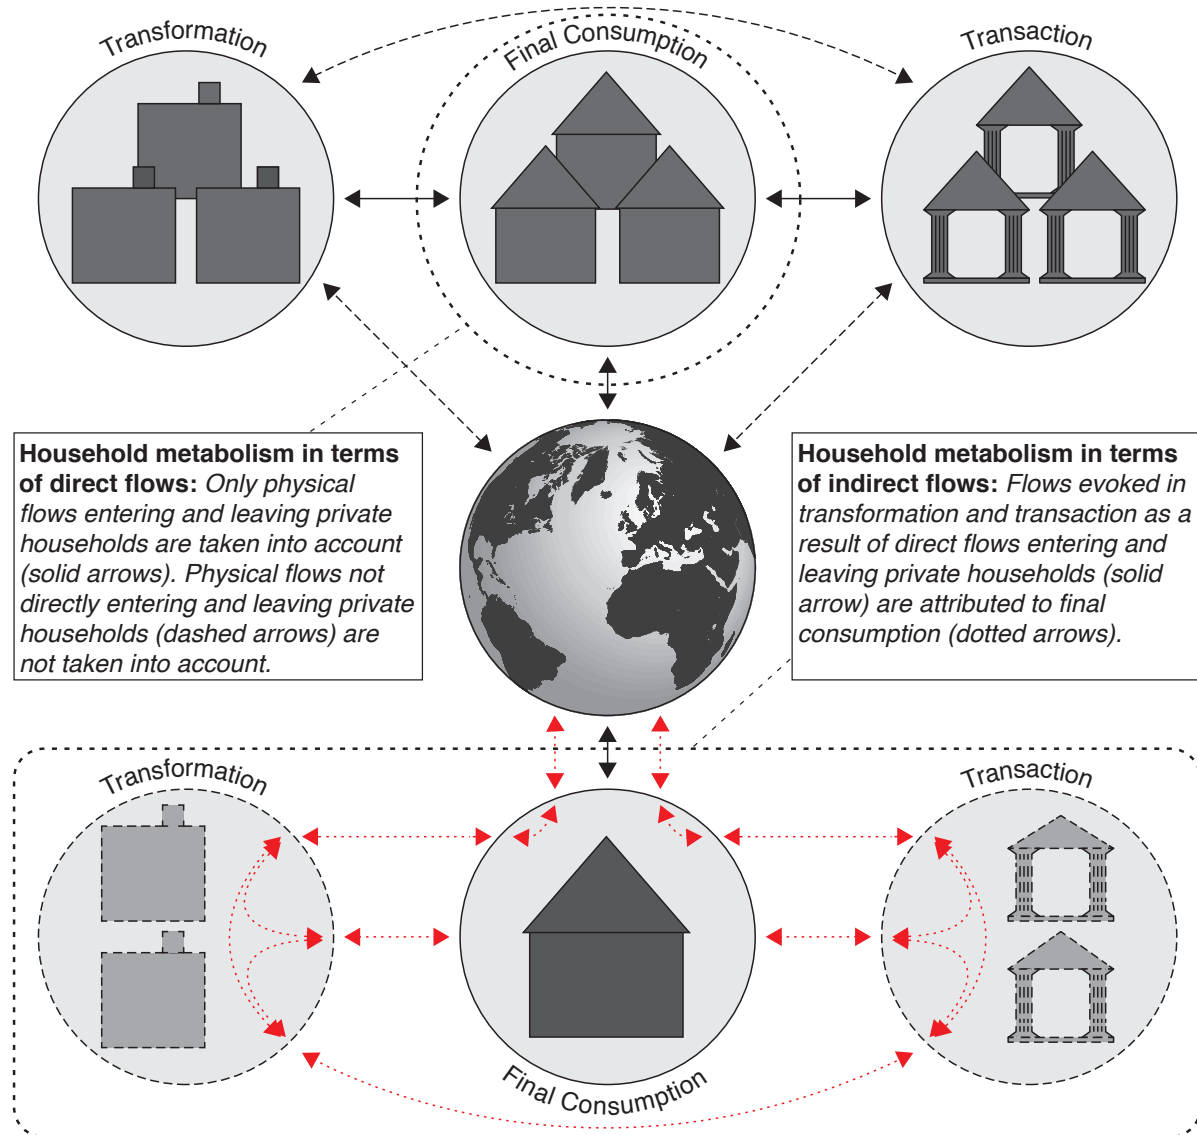 Transformation
Final Consumption
Transaction
Household metabolism in terms
of direct flows: Only physical
flows entering and leaving private
households are taken into account
(solid arrows). Physical flows not
directly entering and leaving private
households (dashed arrows) are
not taken into account.
Household metabolism in terms
of indirect flows: Flows evoked in
transformation and transaction as a
result of direct flows entering and
leaving private households (solid
arrow) are attributed to final
consumption (dotted arrows).
Transformation
Transaction
Final Consumption